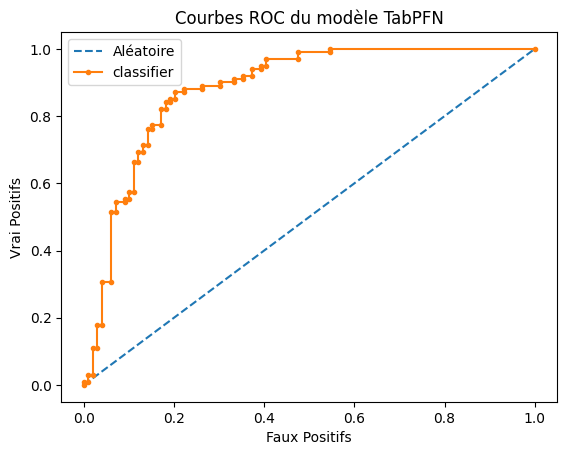 Courbes ROC du modèle TabPFN
Aléatoire
classifier
1.0
0.8
0.6
0.4
0.2
0.0
Vrai Positifs
0.0 0.2 0.4 0.6 0.8 1.0
Faux Positifs